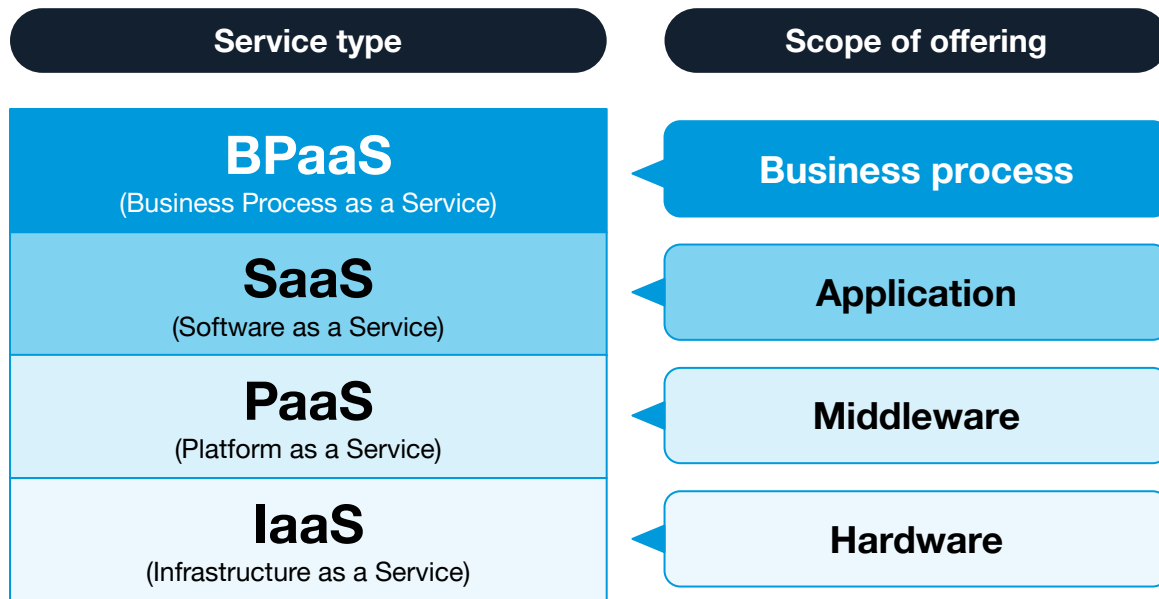 Service type
Scope of offering
BPaaS
(Business Process as a Service)
Business process
SaaS
(Software as a Service)
Application
PaaS
(Platform as a Service)
Middleware
IaaS
(Infrastructure as a Service)
Hardware